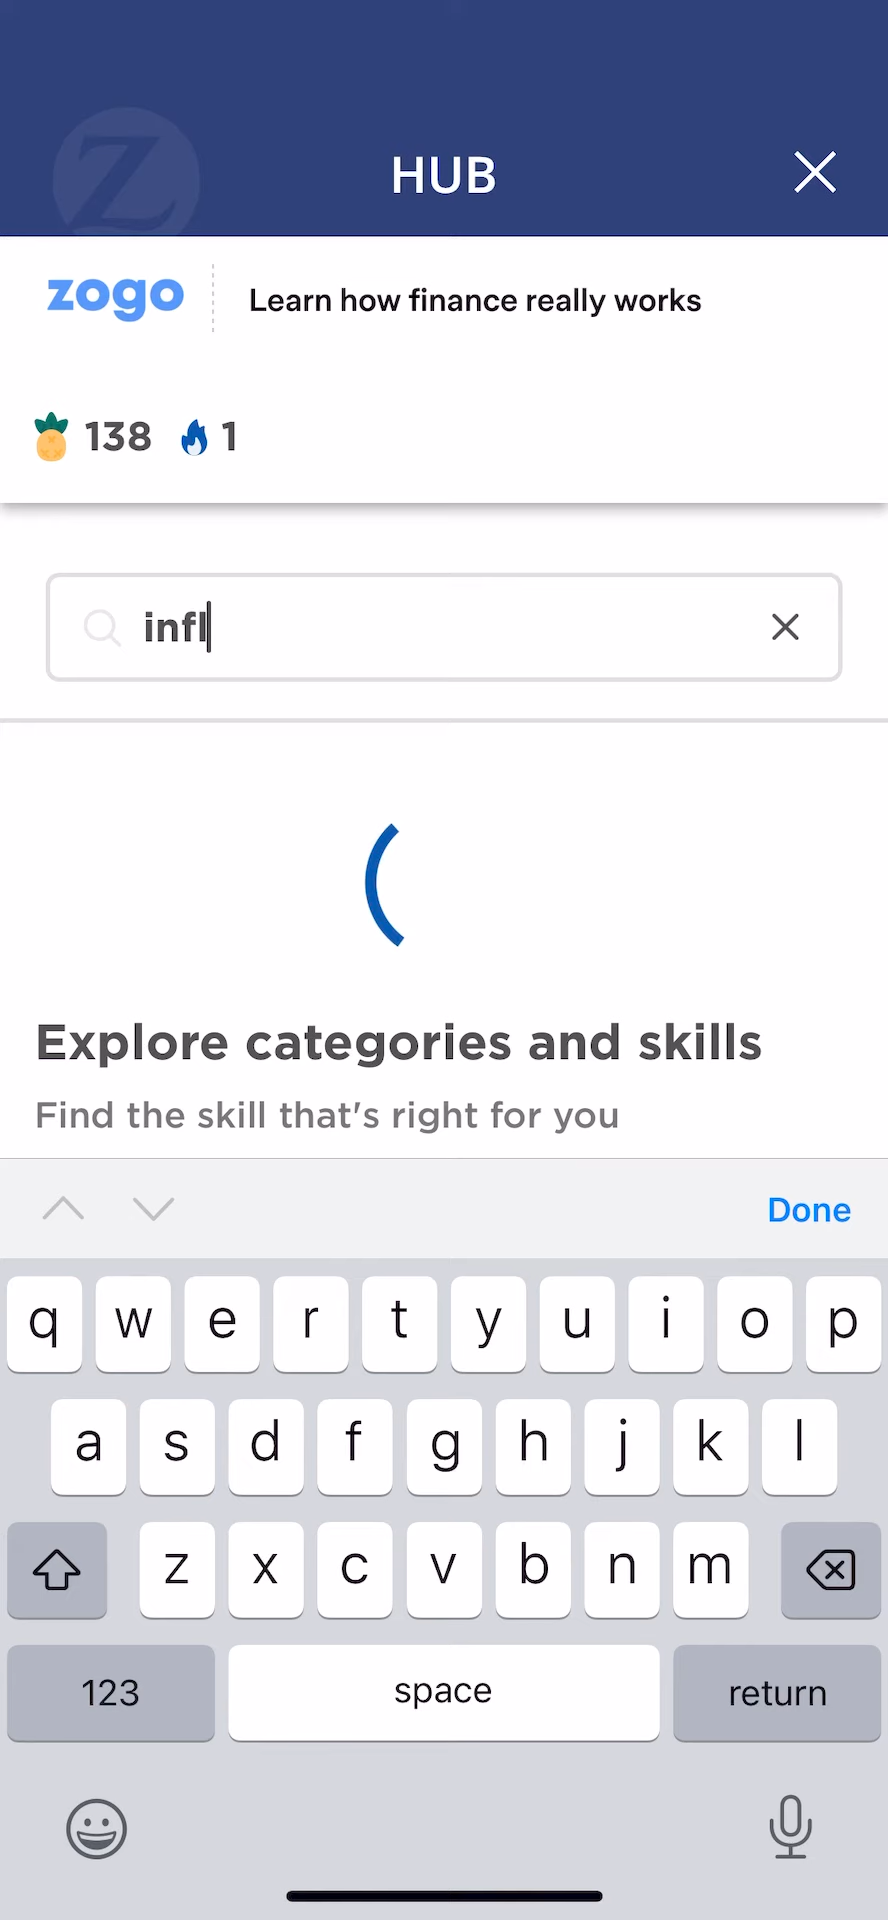 Z
HUB
zogo
Learn how finance really works
138
1
infl
Explore categories and skills
Find the skill that's right for you
Done
q w e r t y u i o p
a s d f g h j k l
z x c v b n m
123 space return